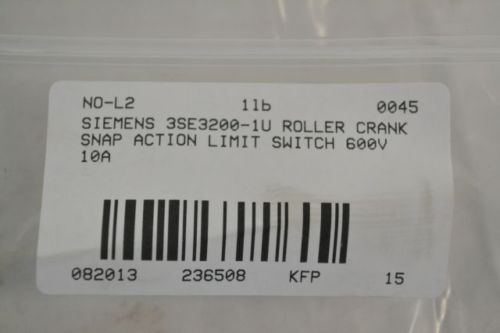 NO-L2 1lb 0045
SIEMENS 3SE3200-1U ROLLER CRANK
SNAP ACTION LIMIT SWITCH 600V
10A
082013 236508 KFP 15